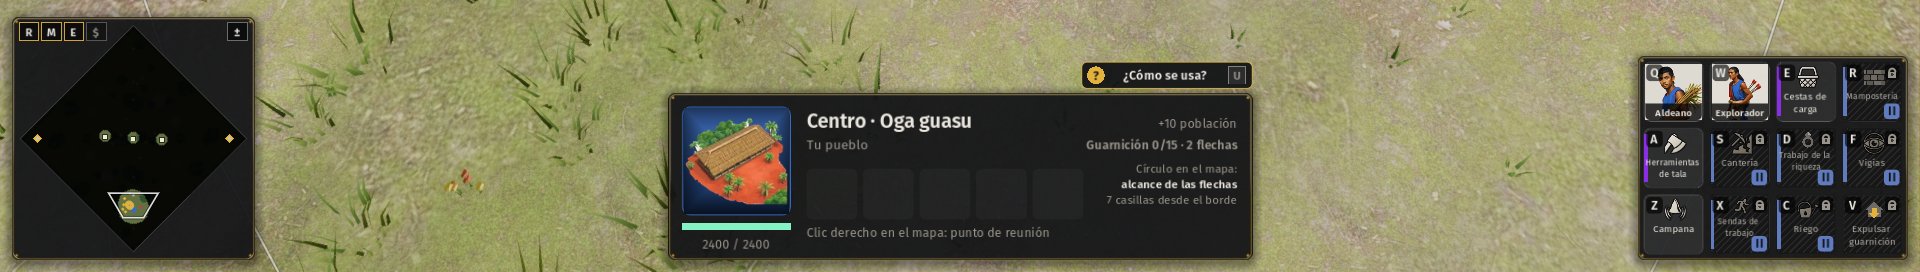 R M E $ ±
¿Cómo se usa? U
Centro · Oga guasu
Tu pueblo
+10 población
Guarnición 0/15 · 2 flechas
Círculo en el mapa:
alcance de las flechas
7 casillas desde el borde
Clic derecho en el mapa: punto de reunión
2400 / 2400
Q
Aldeano
W
Explorador
E
Cestas de
carga
R
Mampostería
A
Herramientas
de tala
S
Cantería
D
Trabajo de la
riqueza
F
Vigías
Z
Campana
X
Sendas de
trabajo
C
Riego
V
Expulsar
guarnición